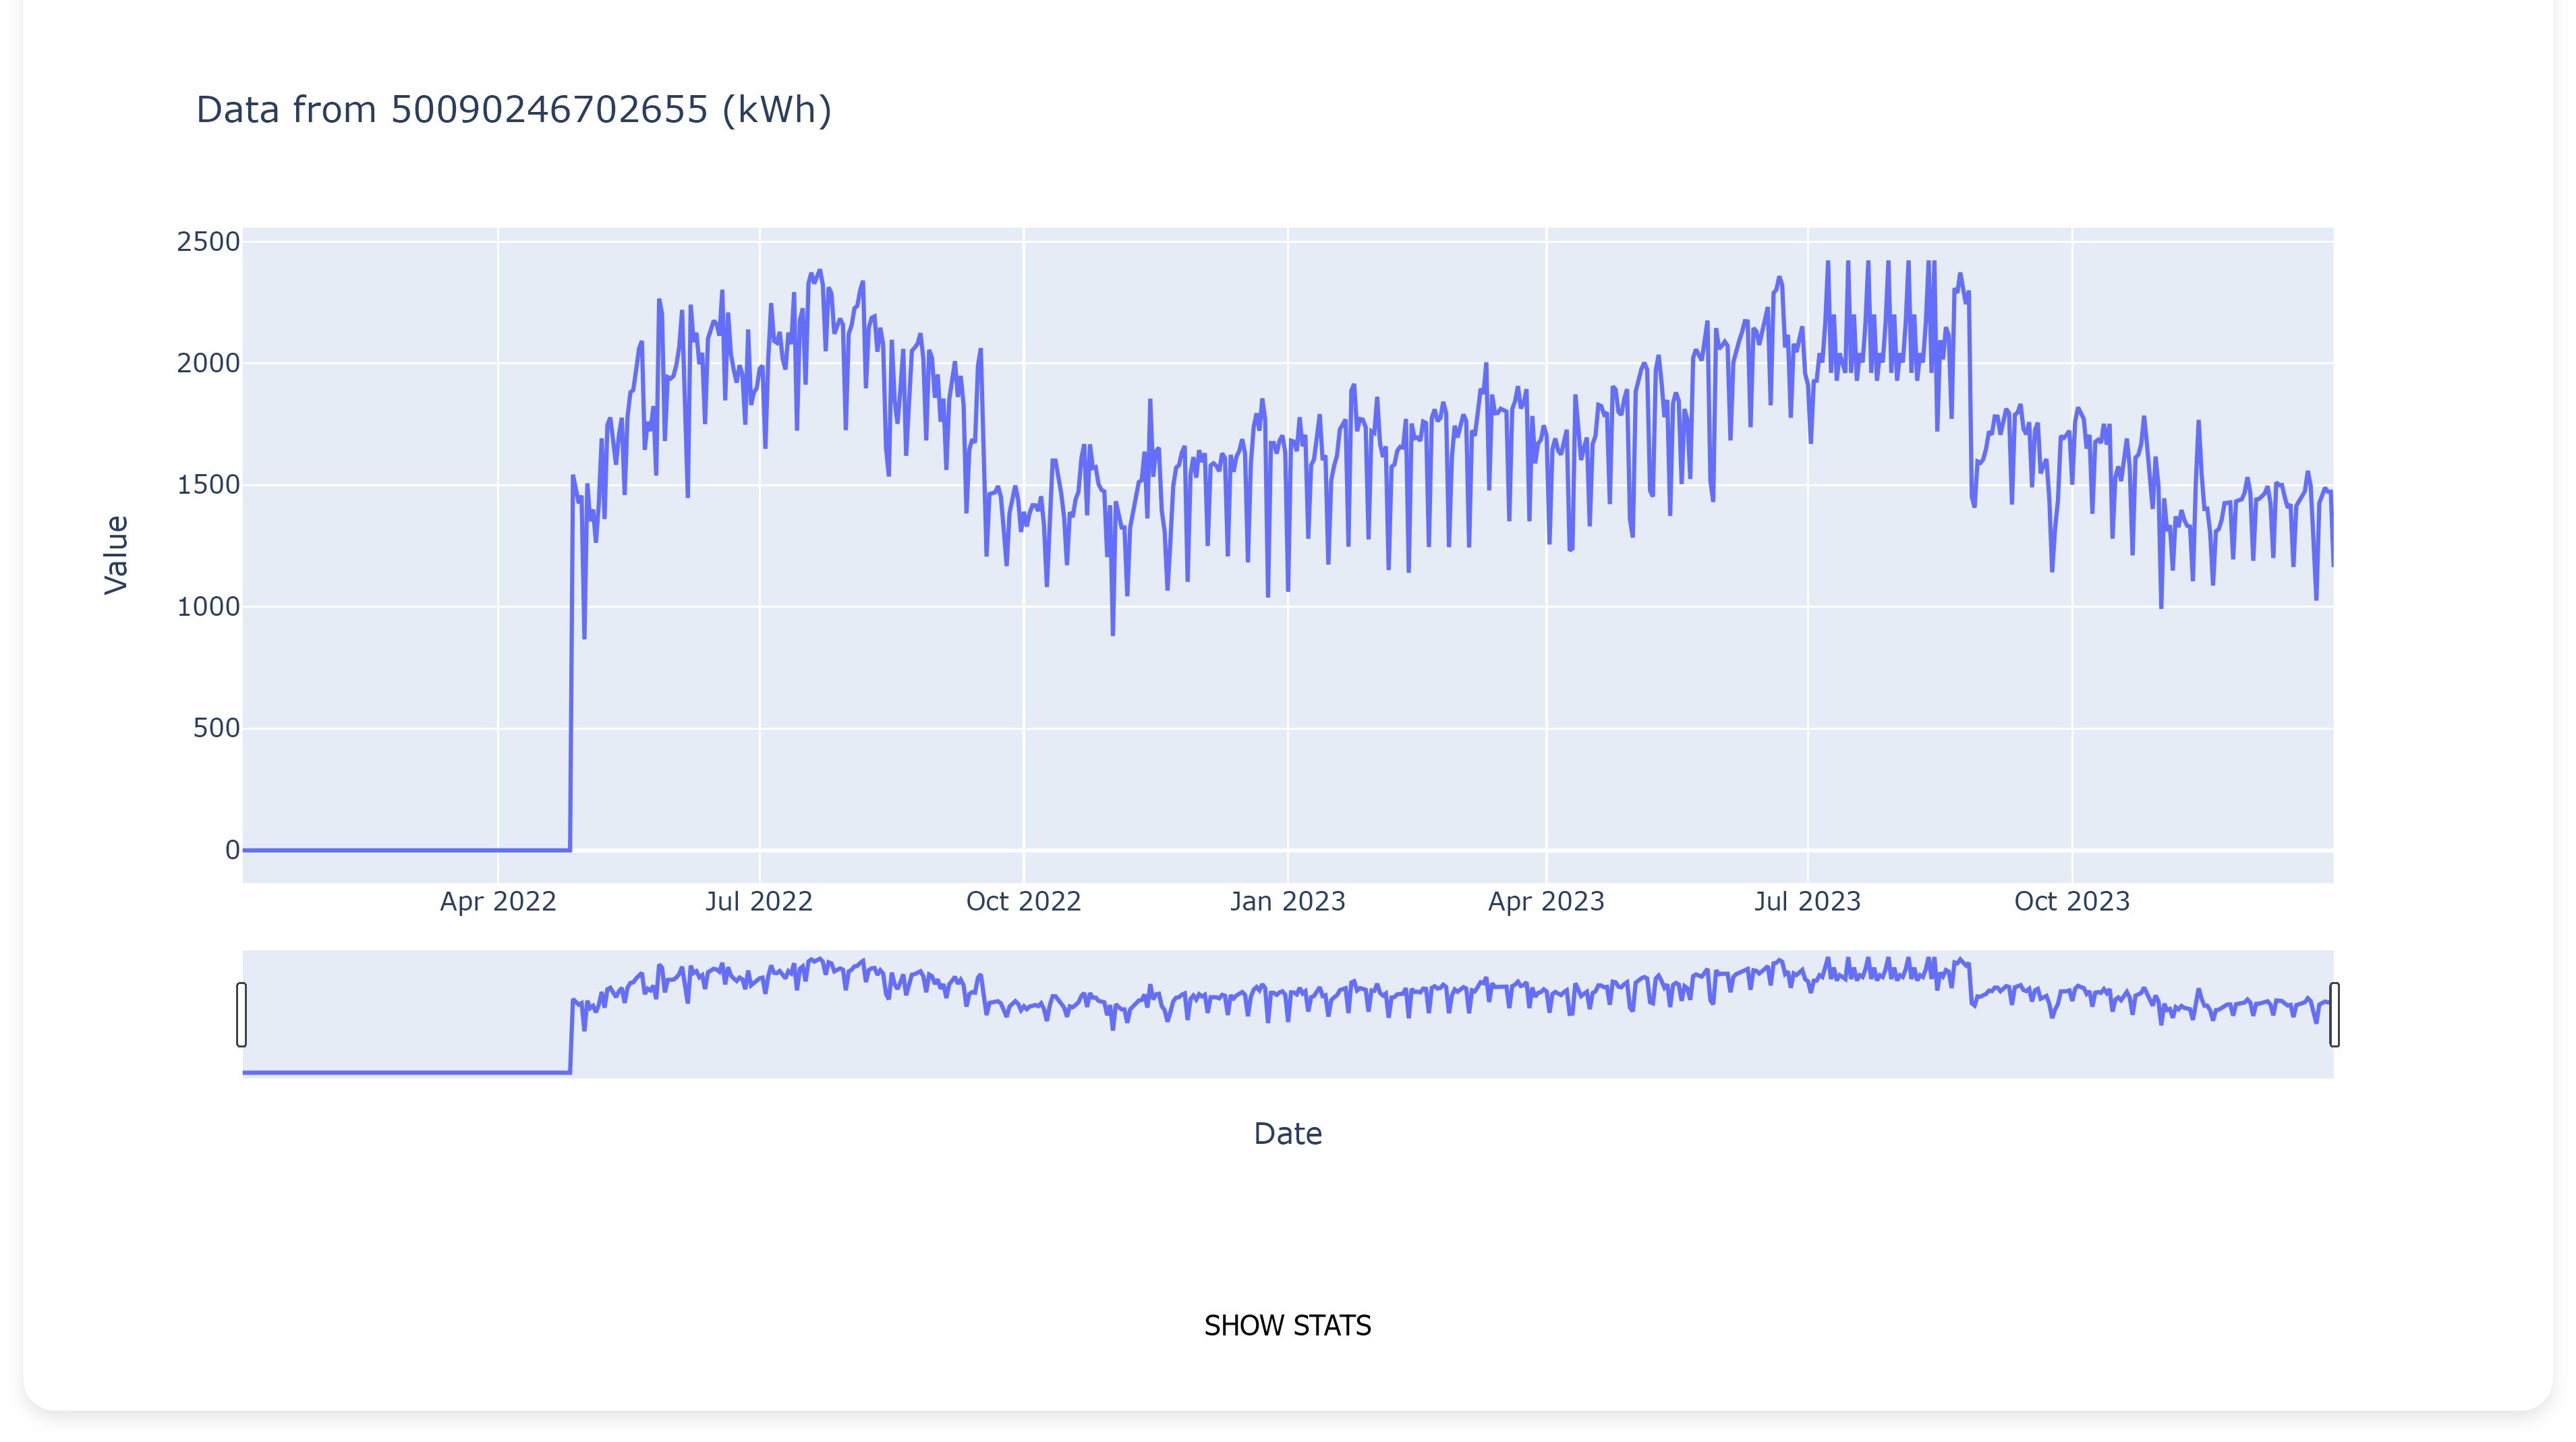 Data from 50090246702655 (kWh)
2500
2000
1500
1000
500
0
Value
Apr 2022
Jul 2022
Oct 2022
Jan 2023
Apr 2023
Jul 2023
Oct 2023
Date
SHOW STATS